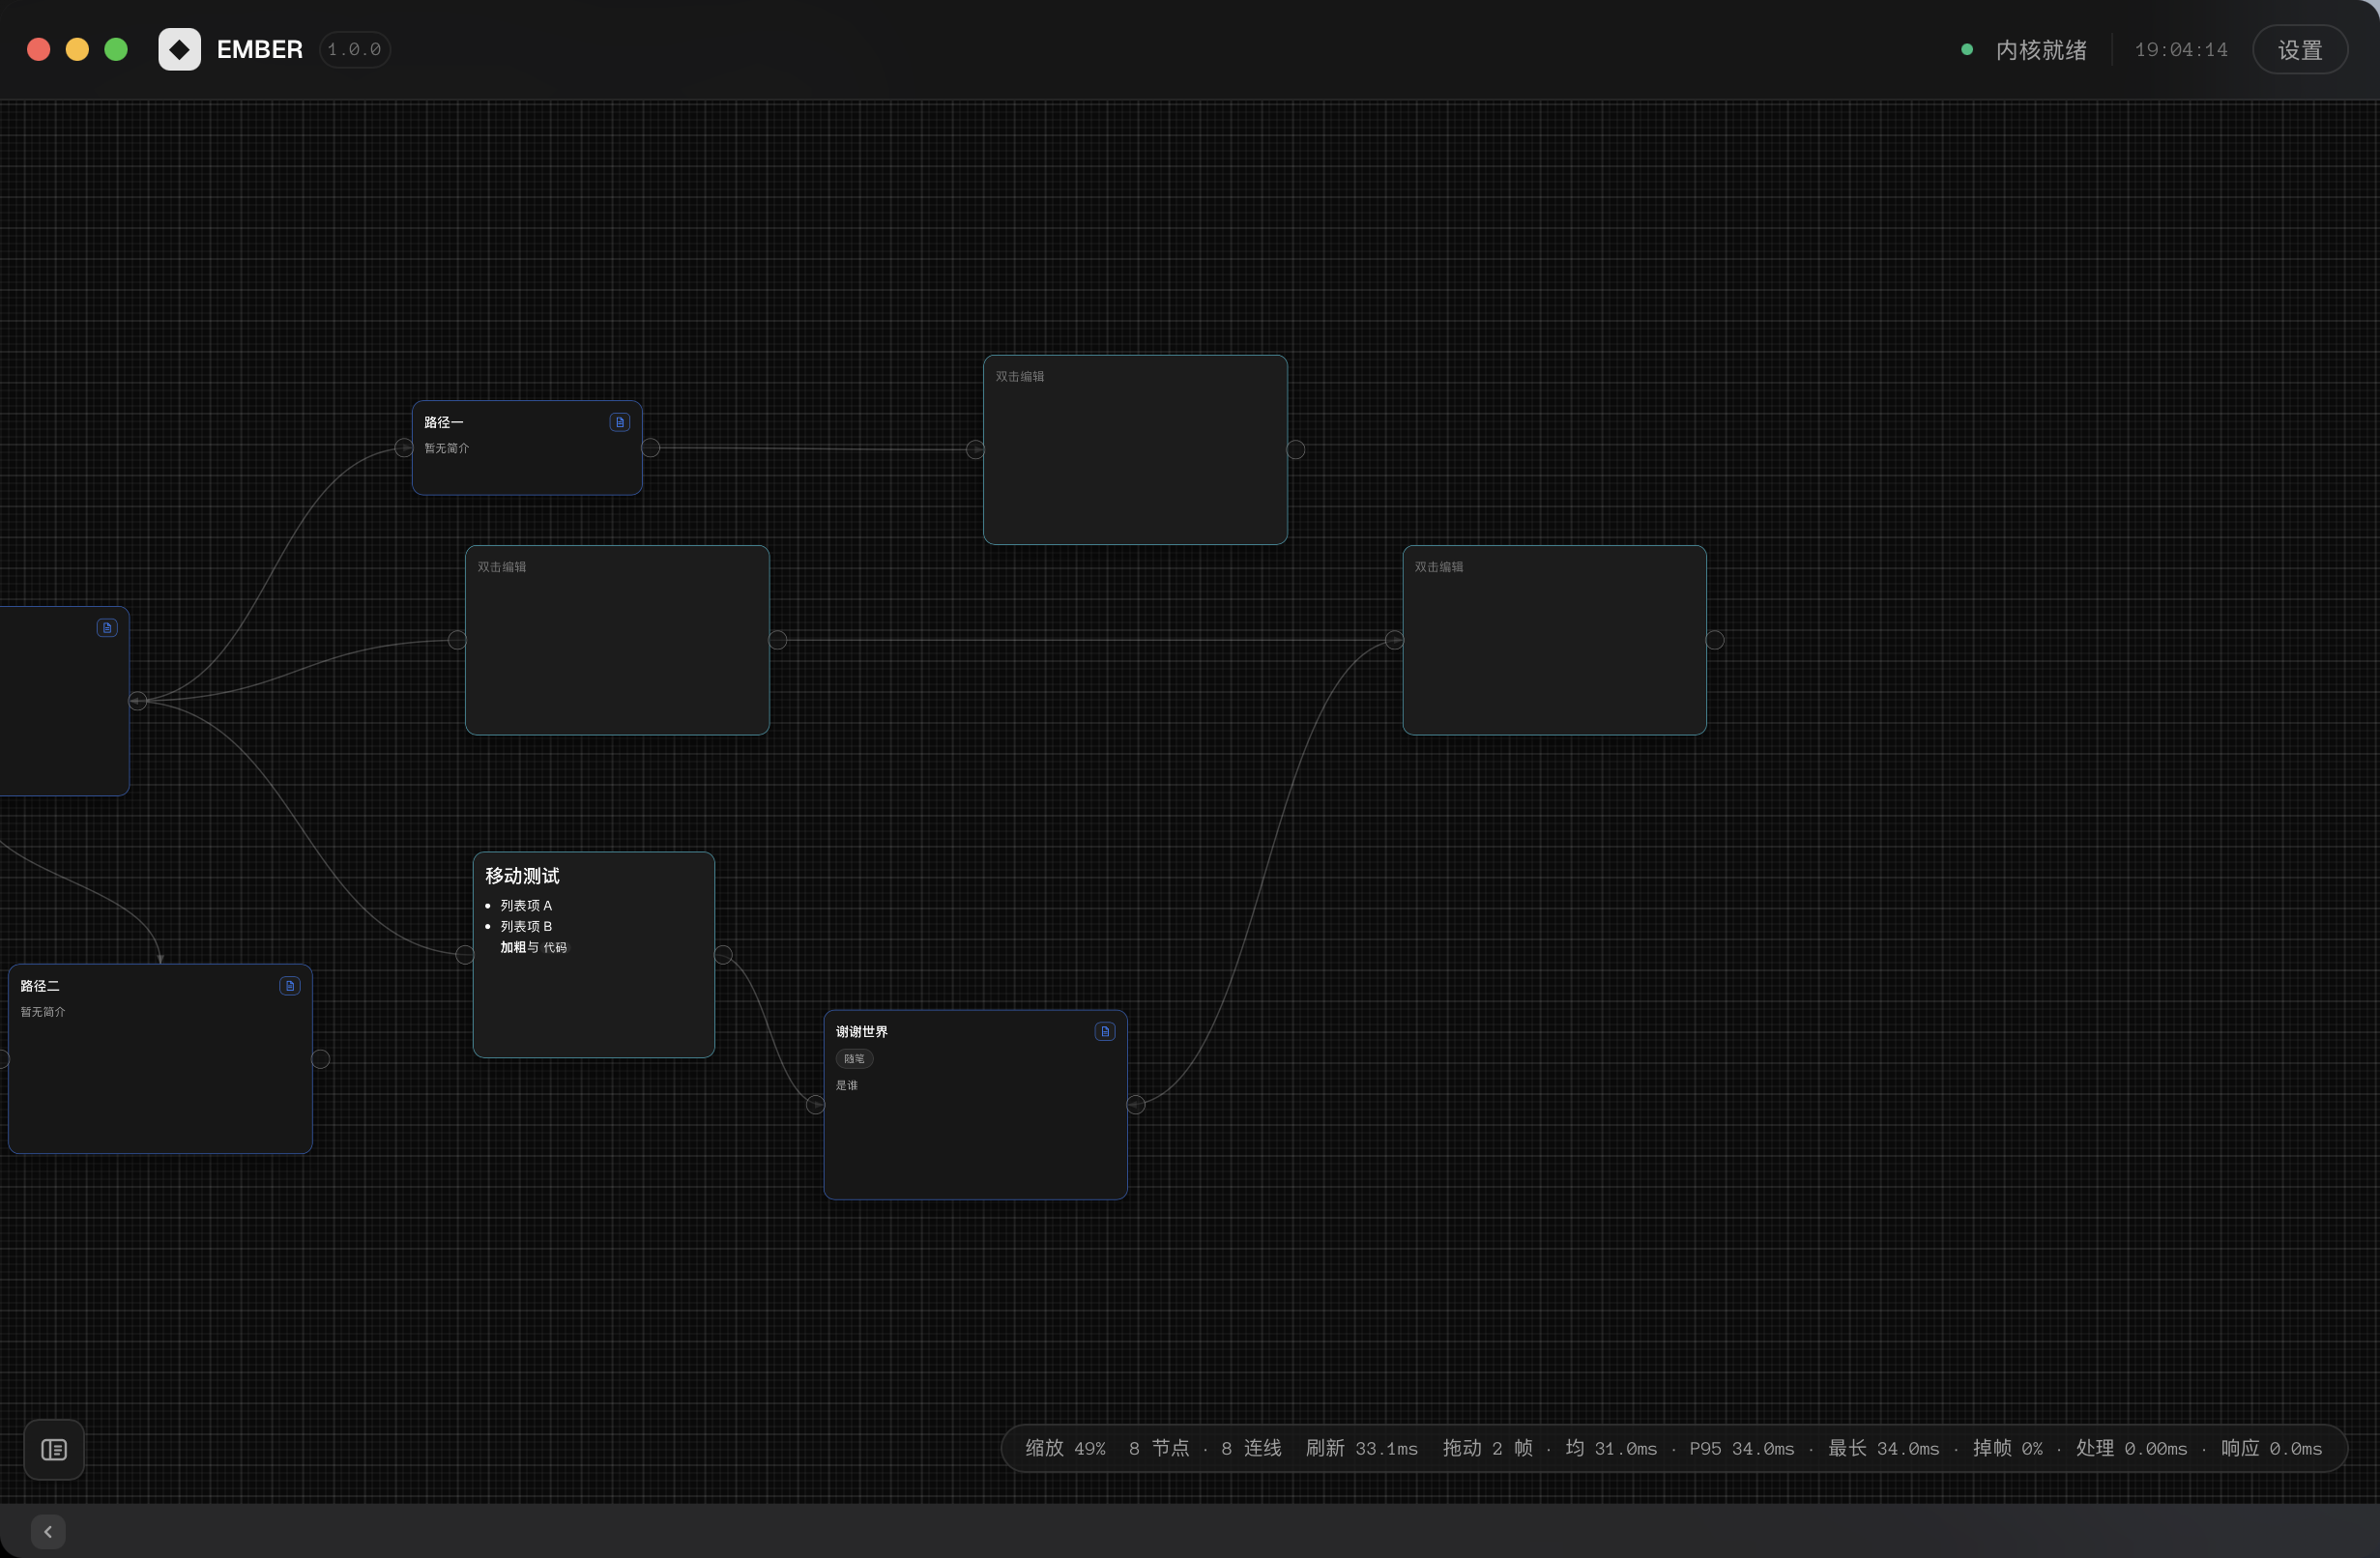 EMBER
1.0.0
内核就绪
19:04:14
设置
双击编辑
路径一
暂无简介
双击编辑
双击编辑
移动测试
列表项 A
列表项 B
加粗与 代码
路径二
暂无简介
谢谢世界
随笔
是谁
缩放 49% 8 节点 · 8 连线 刷新 33.1ms 拖动 2 帧 · 均 31.0ms · P95 34.0ms · 最长 34.0ms · 掉帧 0% · 处理 0.00ms · 响应 0.0ms